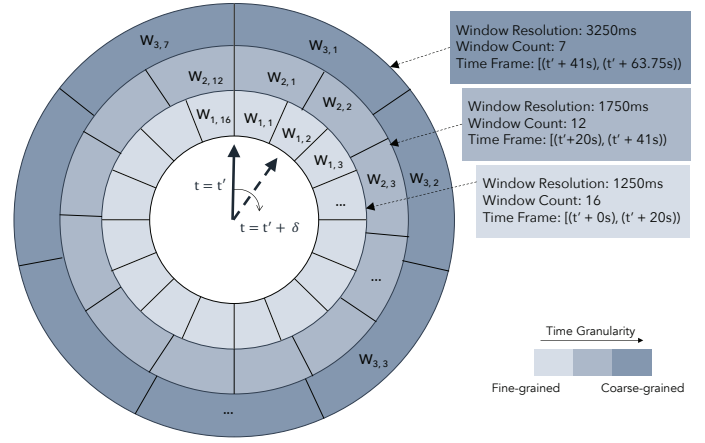 W3,7
W3,1
W2,12
W2,1
W2,2
W1,16
W1,1
W1,2
W1,3
W2,3
W3,2
...
...
W3,3
...
t = t′
t = t′ + δ
Window Resolution: 3250ms
Window Count: 7
Time Frame: [(t′ + 41s), (t′ + 63.75s))
Window Resolution: 1750ms
Window Count: 12
Time Frame: [(t′+20s), (t′ + 41s))
Window Resolution: 1250ms
Window Count: 16
Time Frame: [(t′ + 0s), (t′ + 20s))
Time Granularity
Fine-grained
Coarse-grained